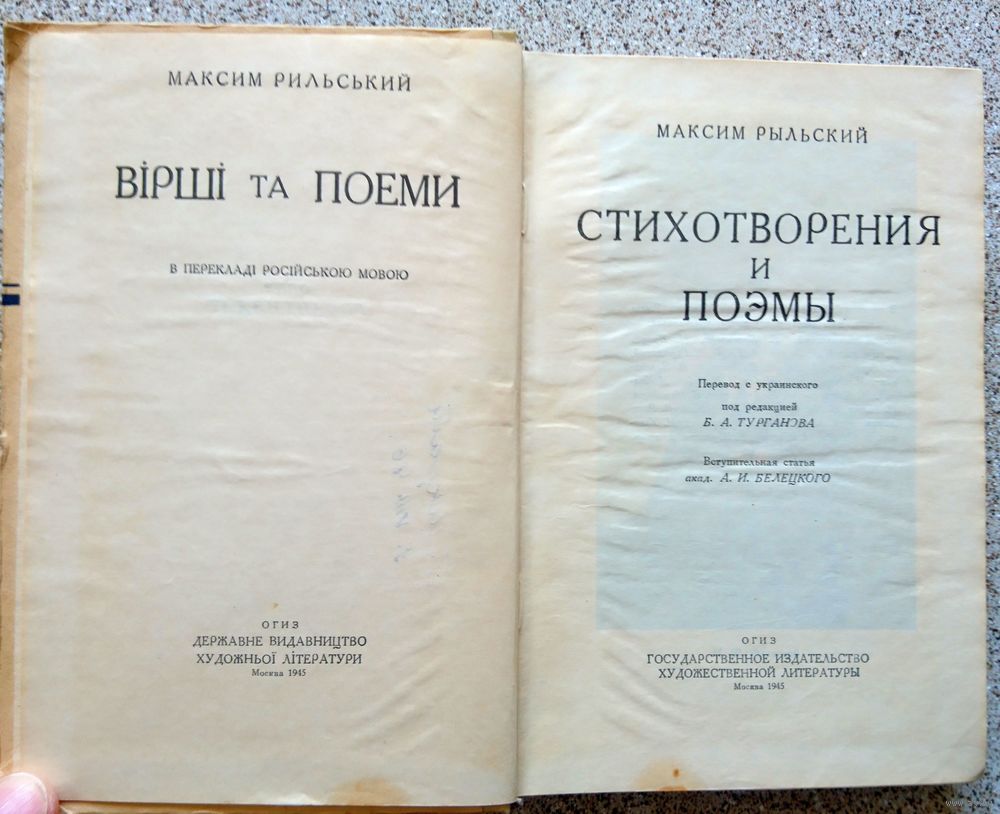 МАКСИМ РИЛЬСЬКИЙ
ВІРШІ ТА ПОЕМИ
В ПЕРЕКЛАДІ РОСІЙСЬКОЮ МОВОЮ
ОГИЗ
ДЕРЖАВНЕ ВИДАВНИЦТВО
ХУДОЖНЬОЇ ЛІТЕРАТУРИ
Москва 1945
МАКСИМ РЫЛЬСКИЙ
СТИХОТВОРЕНИЯ
И
ПОЭМЫ
Перевод с украинского
под редакцией
Б. А. ТУРГАНОВА
Вступительная статья
акад. А. И. БЕЛЕЦКОГО
ОГИЗ
ГОСУДАРСТВЕННОЕ ИЗДАТЕЛЬСТВО
ХУДОЖЕСТВЕННОЙ ЛИТЕРАТУРЫ
Москва 1945